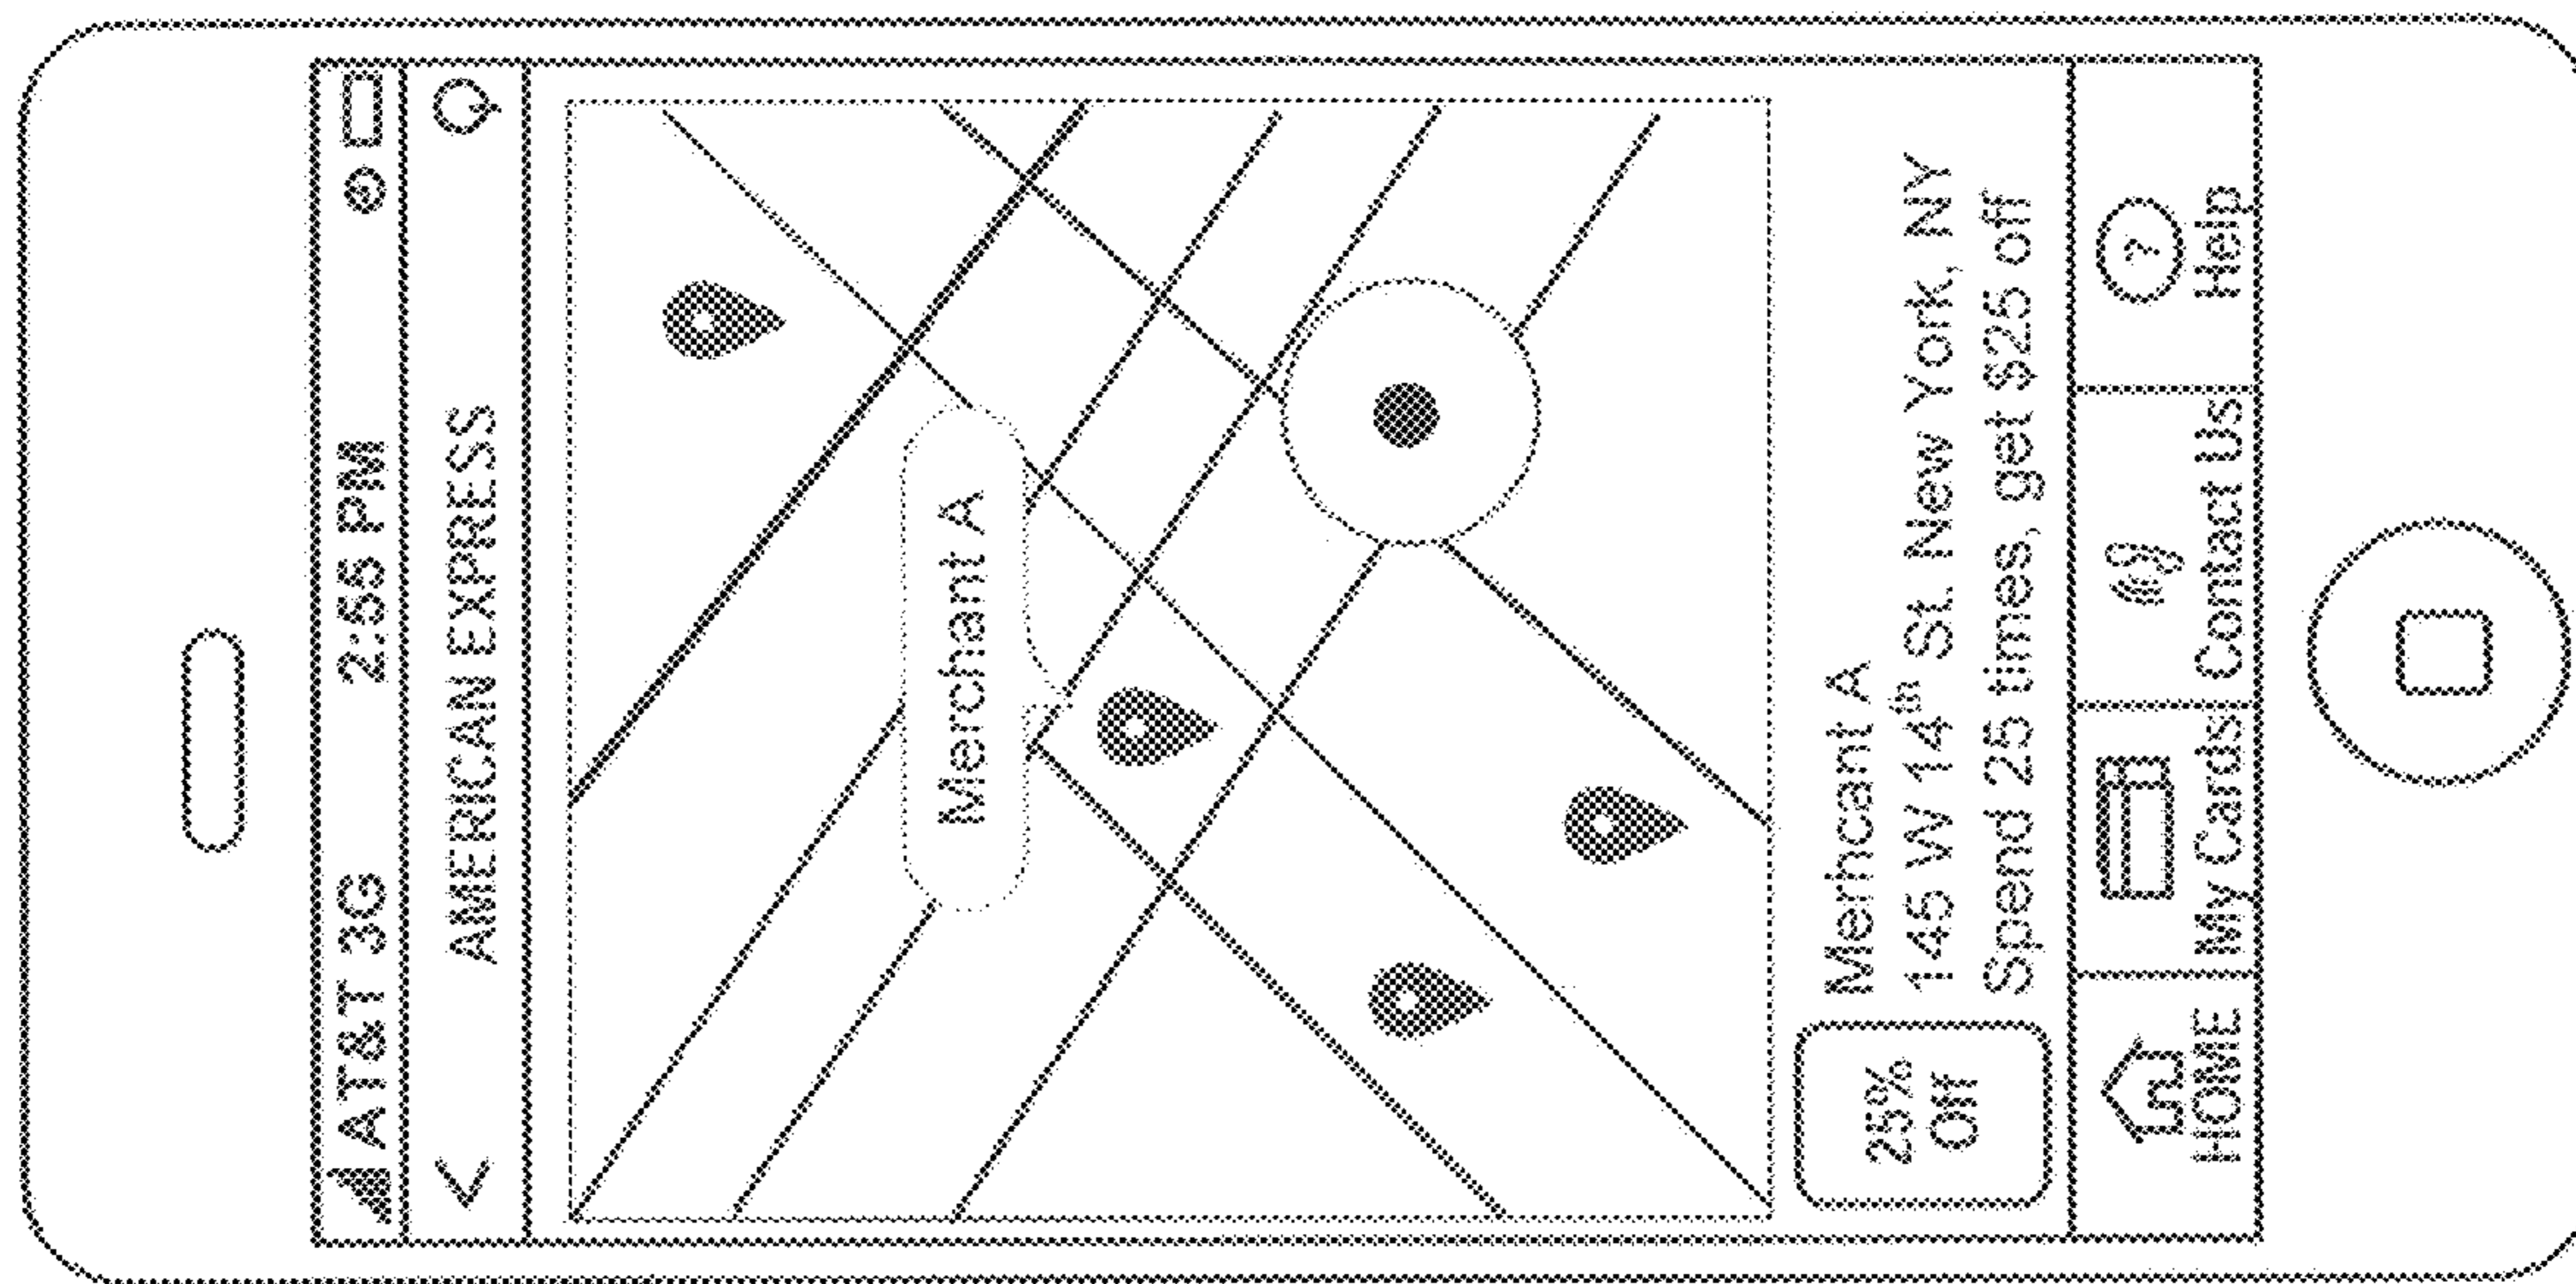 AT&T 3G 2:55 PM
AMERICAN EXPRESS
Merchant A
25%
Off
Merhcant A
145 W 14th St. New York, NY
Spend 25 times, get $25 off
HOME
My Cards
Contact Us
?
Help